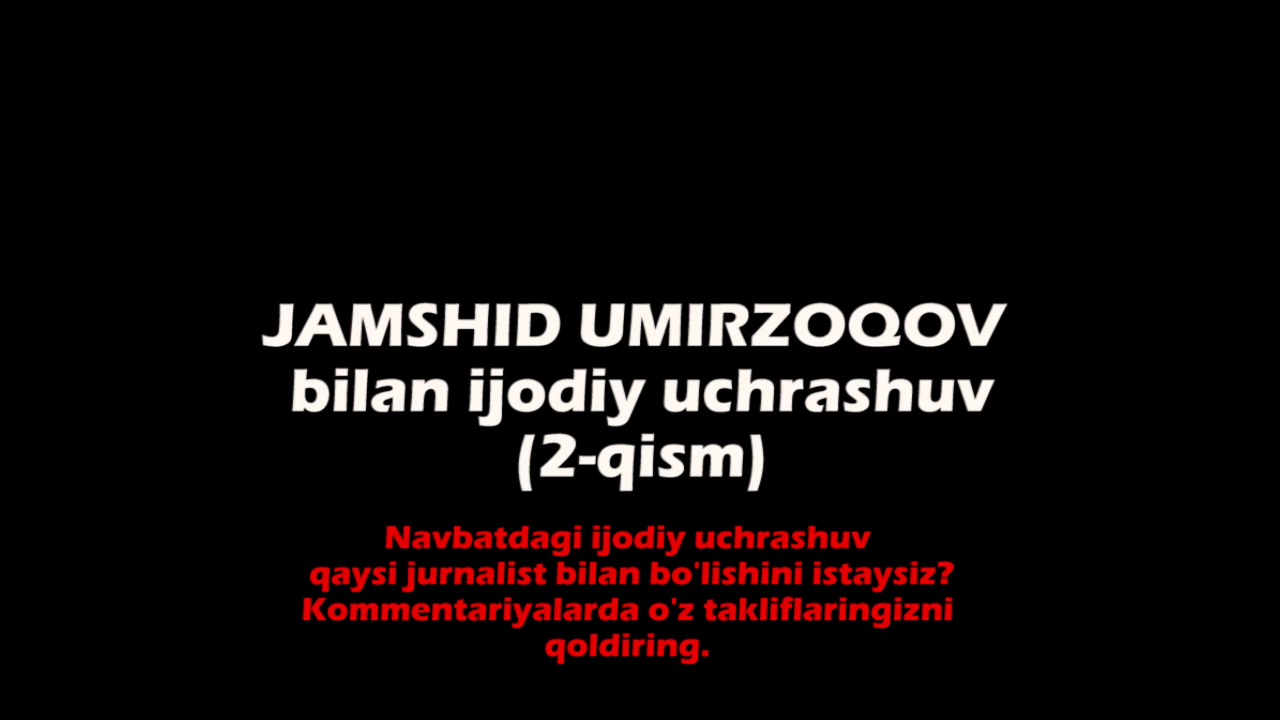 JAMSHID UMIRZOQOV
bilan ijodiy uchrashuv
(2-qism)
Navbatdagi ijodiy uchrashuv
qaysi jurnalist bilan bo'lishini istaysiz?
Kommentariyalarda o'z takliflaringizni
qoldiring.